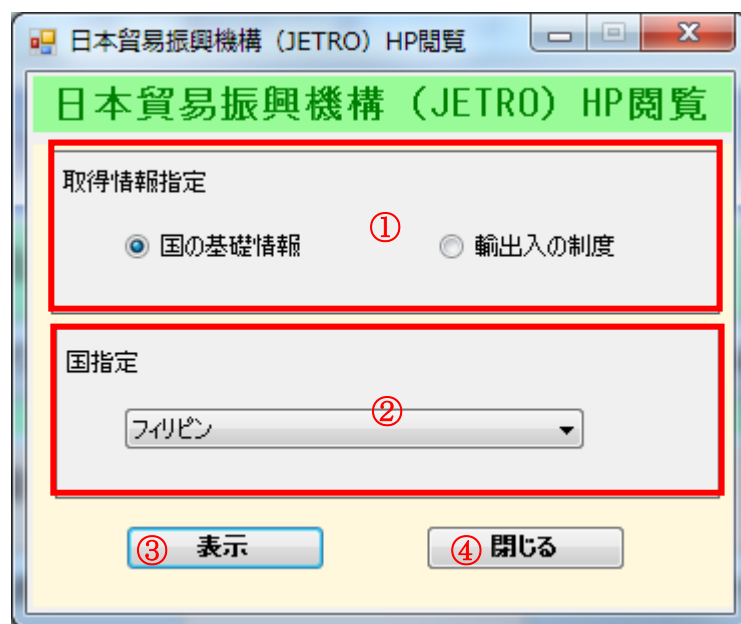 日本貿易振興機構（JETRO）HP閲覧
日本貿易振興機構（JETRO）HP閲覧
取得情報指定
①
国の基礎情報 輸出入の制度
国指定
②
フィリピン
③ 表示 ④ 閉じる